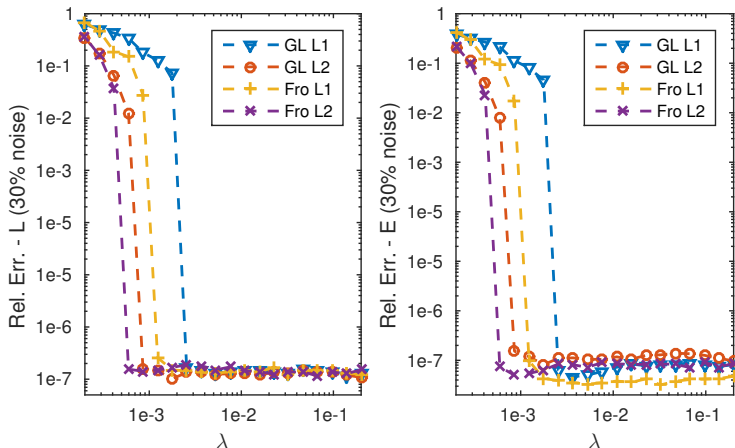 Rel. Err. - L (30% noise)
1
1e-1
1e-2
1e-3
1e-4
1e-5
1e-6
1e-7
GL L1
GL L2
Fro L1
Fro L2
1e-3
1e-2
1e-1
λ
Rel. Err. - E (30% noise)
1
1e-1
1e-2
1e-3
1e-4
1e-5
1e-6
1e-7
GL L1
GL L2
Fro L1
Fro L2
1e-3
1e-2
1e-1
λ